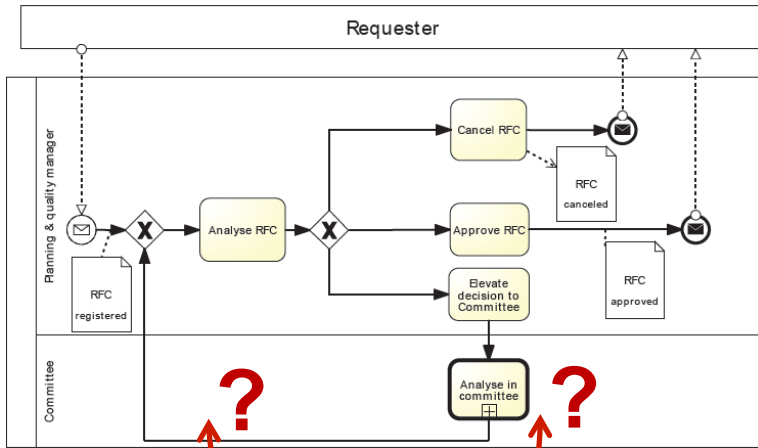 Requester
Planning & quality manager
Cancel RFC
RFC
canceled
Analyse RFC
Approve RFC
RFC
registered
Elevate
decision to
Committee
RFC
approved
Committee
Analyse in
committee
?
?